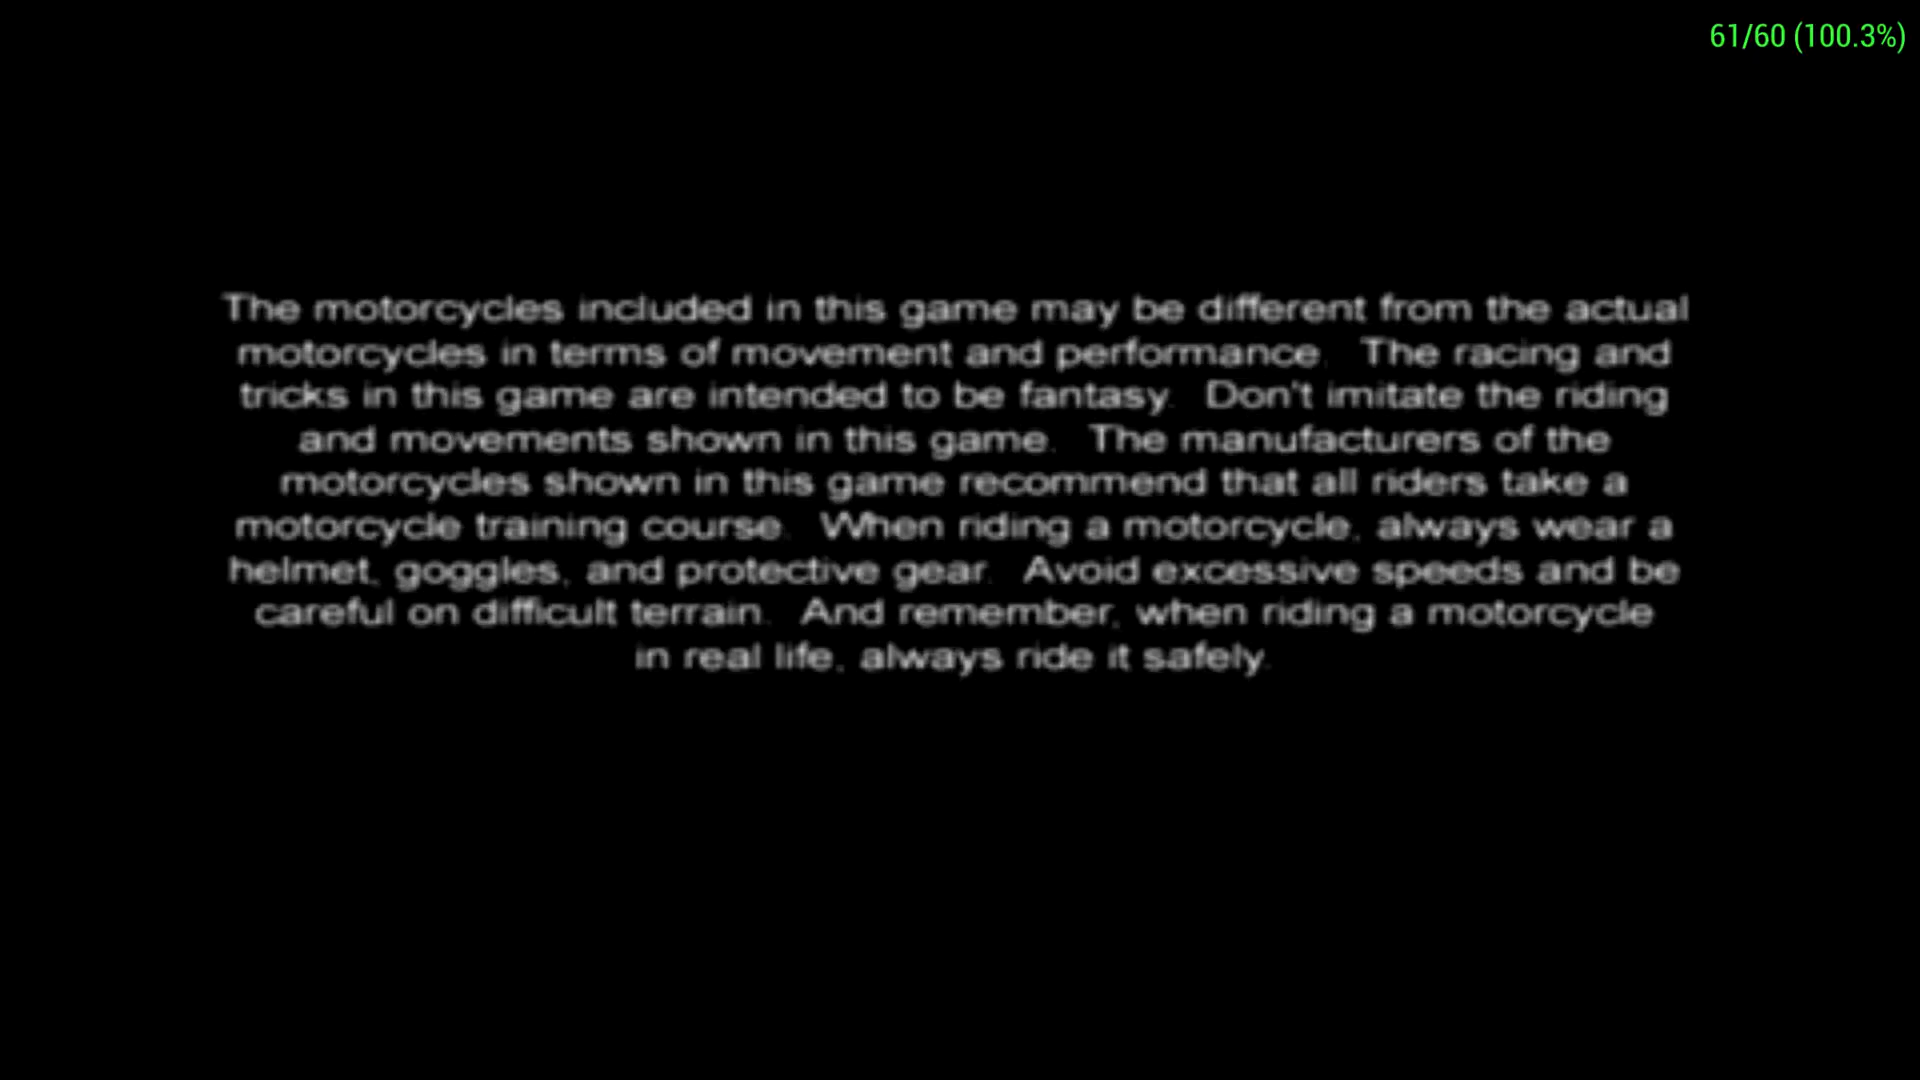 61/60 (100.3%)
The motorcycles included in this game may be different from the actual
motorcycles in terms of movement and performance.  The racing and
tricks in this game are intended to be fantasy.  Don't imitate the riding
and movements shown in this game.  The manufacturers of the
motorcycles shown in this game recommend that all riders take a
motorcycle training course.  When riding a motorcycle, always wear a
helmet, goggles, and protective gear.  Avoid excessive speeds and be
careful on difficult terrain.  And remember, when riding a motorcycle
in real life, always ride it safely.